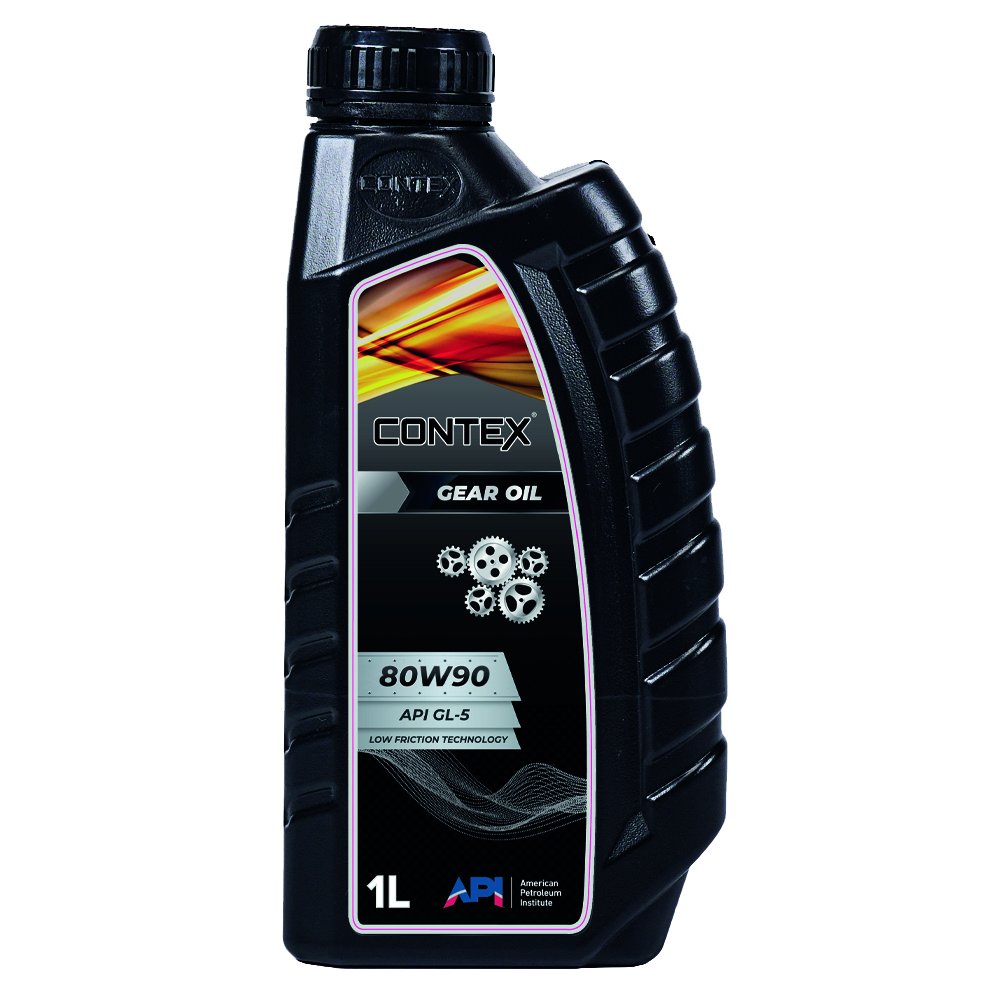 CONTEX
CONTEX®
GEAR OIL
80W90
API GL-5
LOW FRICTION TECHNOLOGY
1L
API
American
Petroleum
Institute